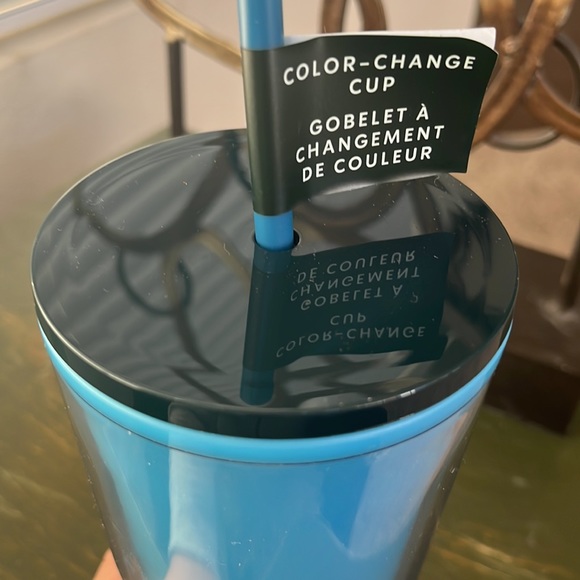 COLOR-CHANGE
CUP
GOBELET À
CHANGEMENT
DE COULEUR